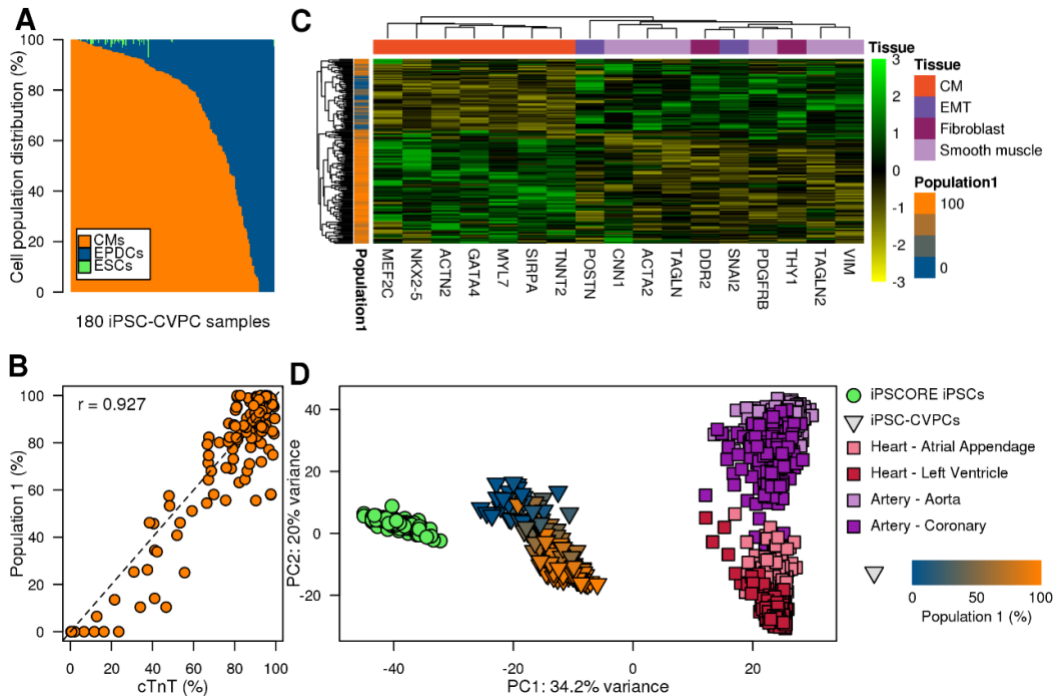 A
Cell population distribution (%)
100
80
60
40
20
0
CMs
EPDCs
ESCs
180 iPSC-CVPC samples
C
Tissue
Population1
MEF2C
NKX2-5
ACTN2
GATA4
MYL7
SIRPA
TNNT2
POSTN
CNN1
ACTA2
TAGLN
DDR2
SNAI2
PDGFRB
THY1
TAGLN2
VIM
3
2
1
0
-1
-2
-3
Tissue
CM
EMT
Fibroblast
Smooth muscle
Population1
100
0
B
Population 1 (%)
100
80
60
40
20
0
r = 0.927
0 20 40 60 80 100
cTnT (%)
D
PC2: 20% variance
40
20
0
-20
-40 -20 0 20
PC1: 34.2% variance
iPSCORE iPSCs
iPSC-CVPCs
Heart - Atrial Appendage
Heart - Left Ventricle
Artery - Aorta
Artery - Coronary
0 50 100
Population 1 (%)